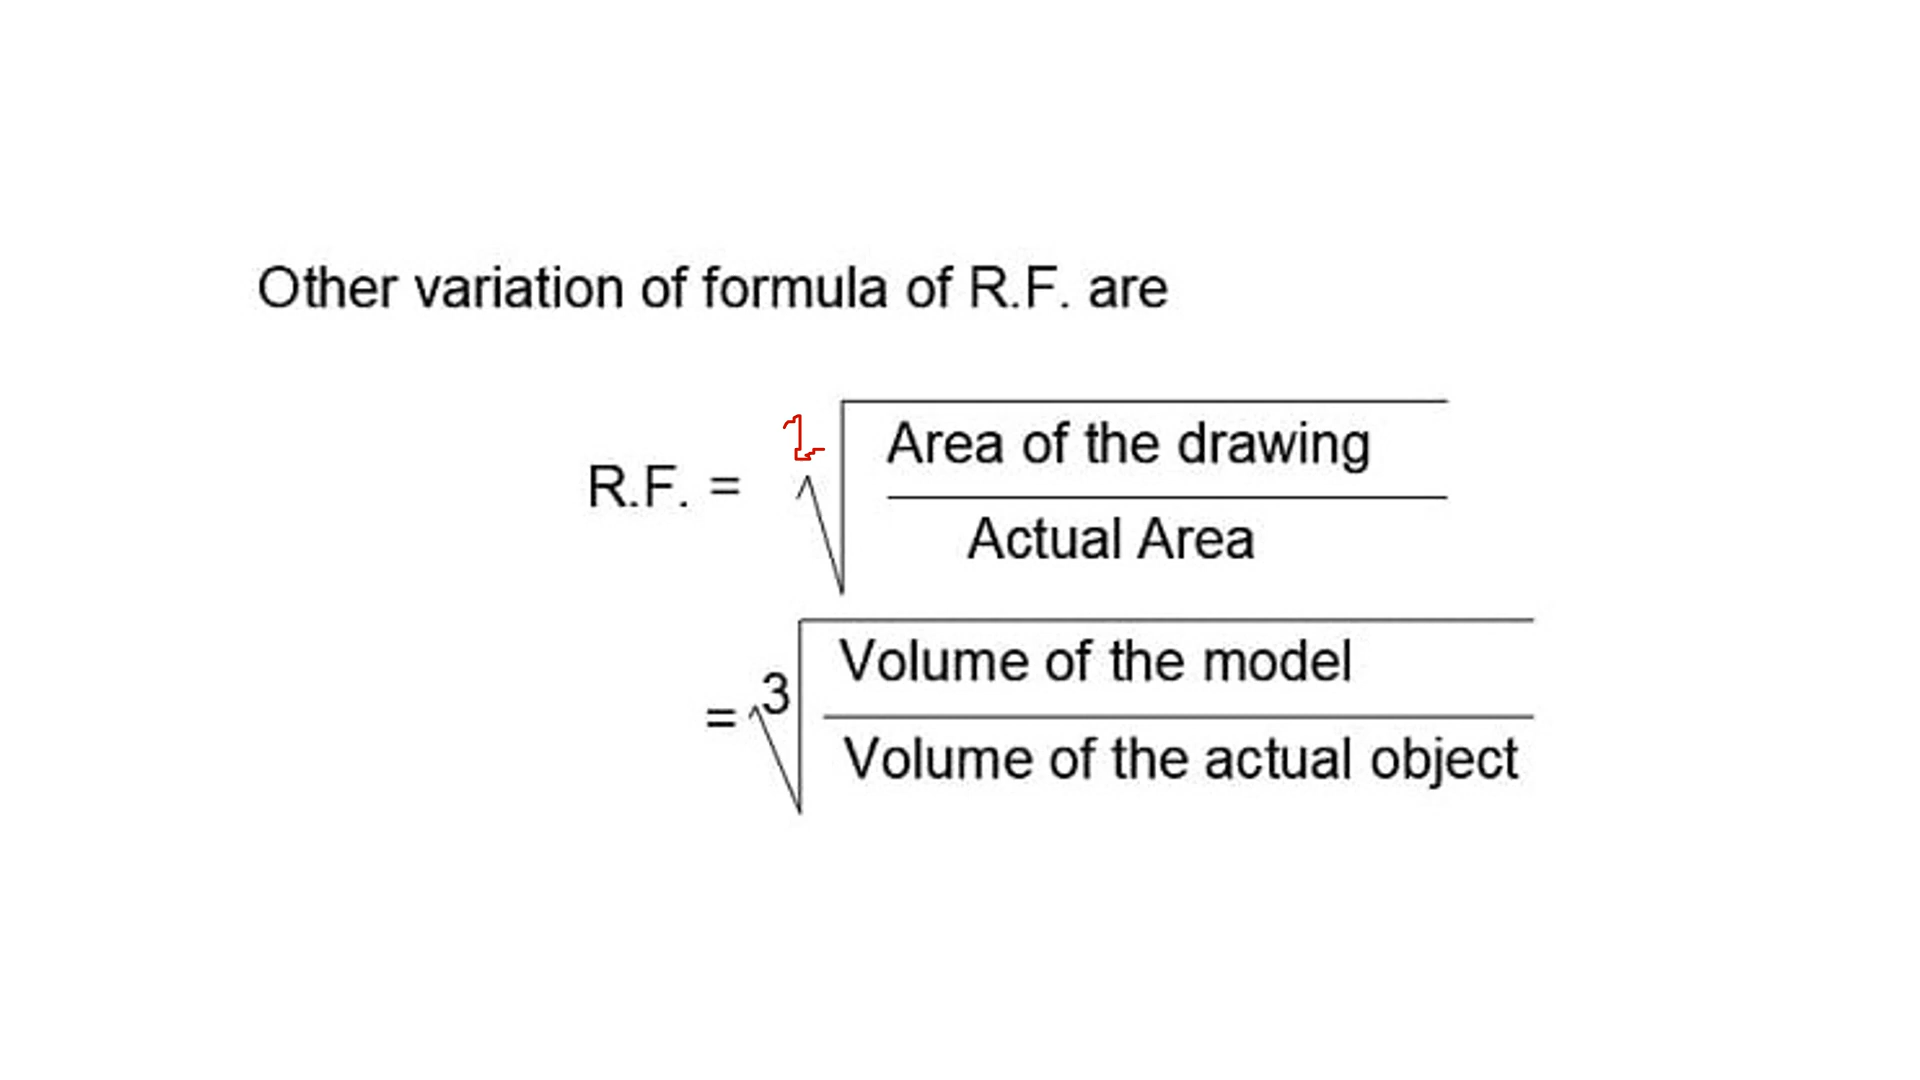 Other variation of formula of R.F. are
R.F. = √ Area of the drawing
Actual Area
= 3√ Volume of the model
Volume of the actual object